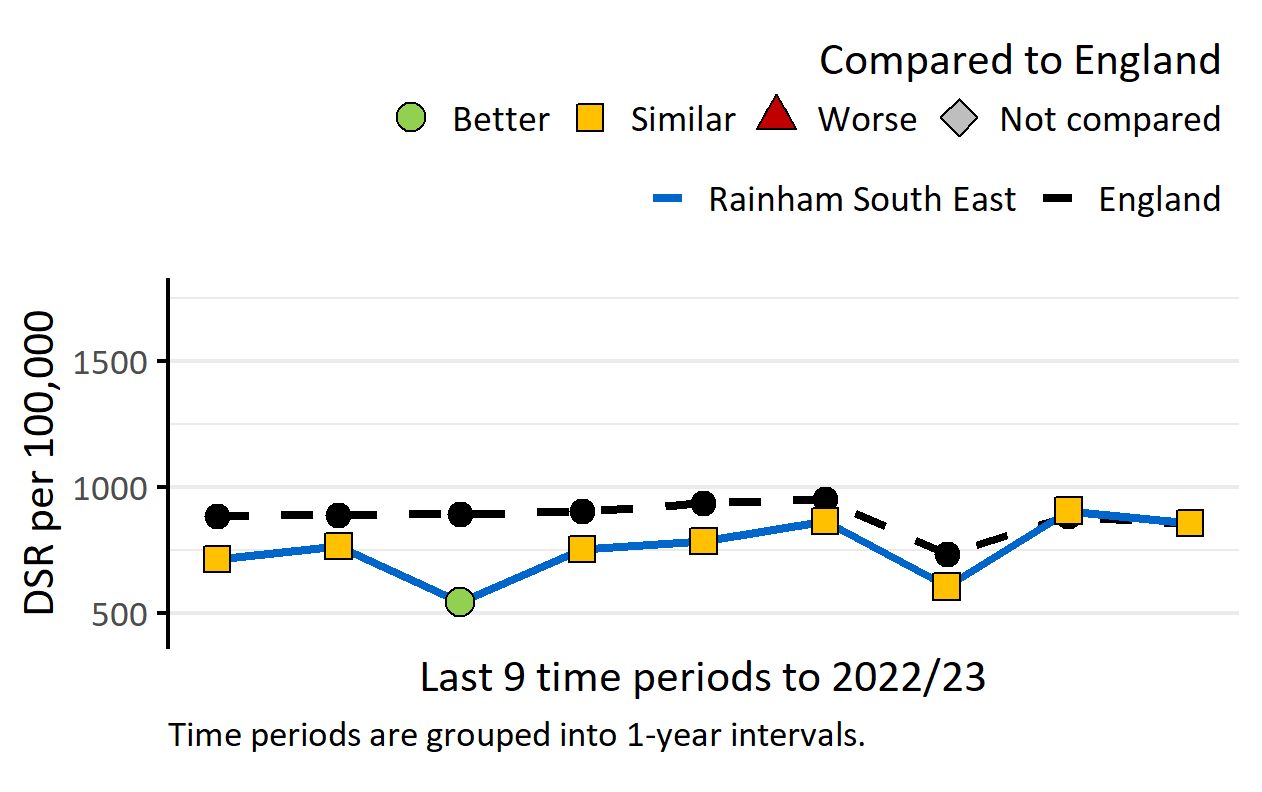 Compared to England
Better Similar Worse Not compared
Rainham South East England
DSR per 100,000
1500
1000
500
Last 9 time periods to 2022/23
Time periods are grouped into 1-year intervals.